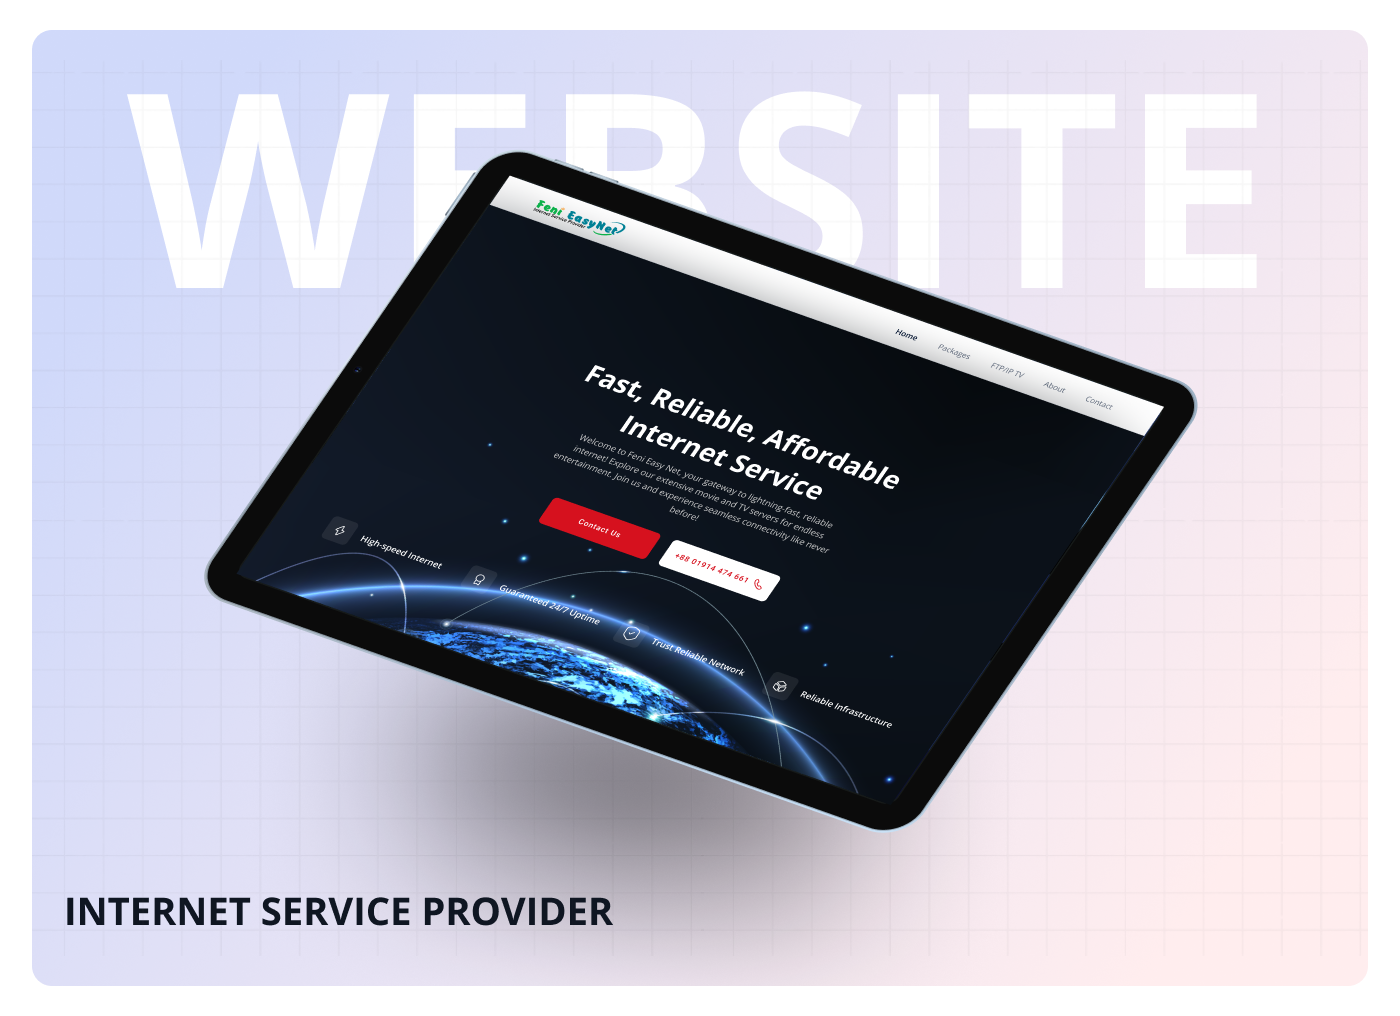 WEBSITE
Feni EasyNet
Internet Service Provider
Home
Packages
FTP/IP TV
About
Contact
Fast, Reliable, Affordable
Internet Service
Welcome to Feni Easy Net, your gateway to lightning-fast, reliable
internet! Explore our extensive movie and TV servers for endless
entertainment. Join us and experience seamless connectivity like never
before!
Contact Us
+88 01914 474 661
High-speed Internet
Guaranteed 24/7 Uptime
Trust Reliable Network
Reliable Infrastructure
INTERNET SERVICE PROVIDER